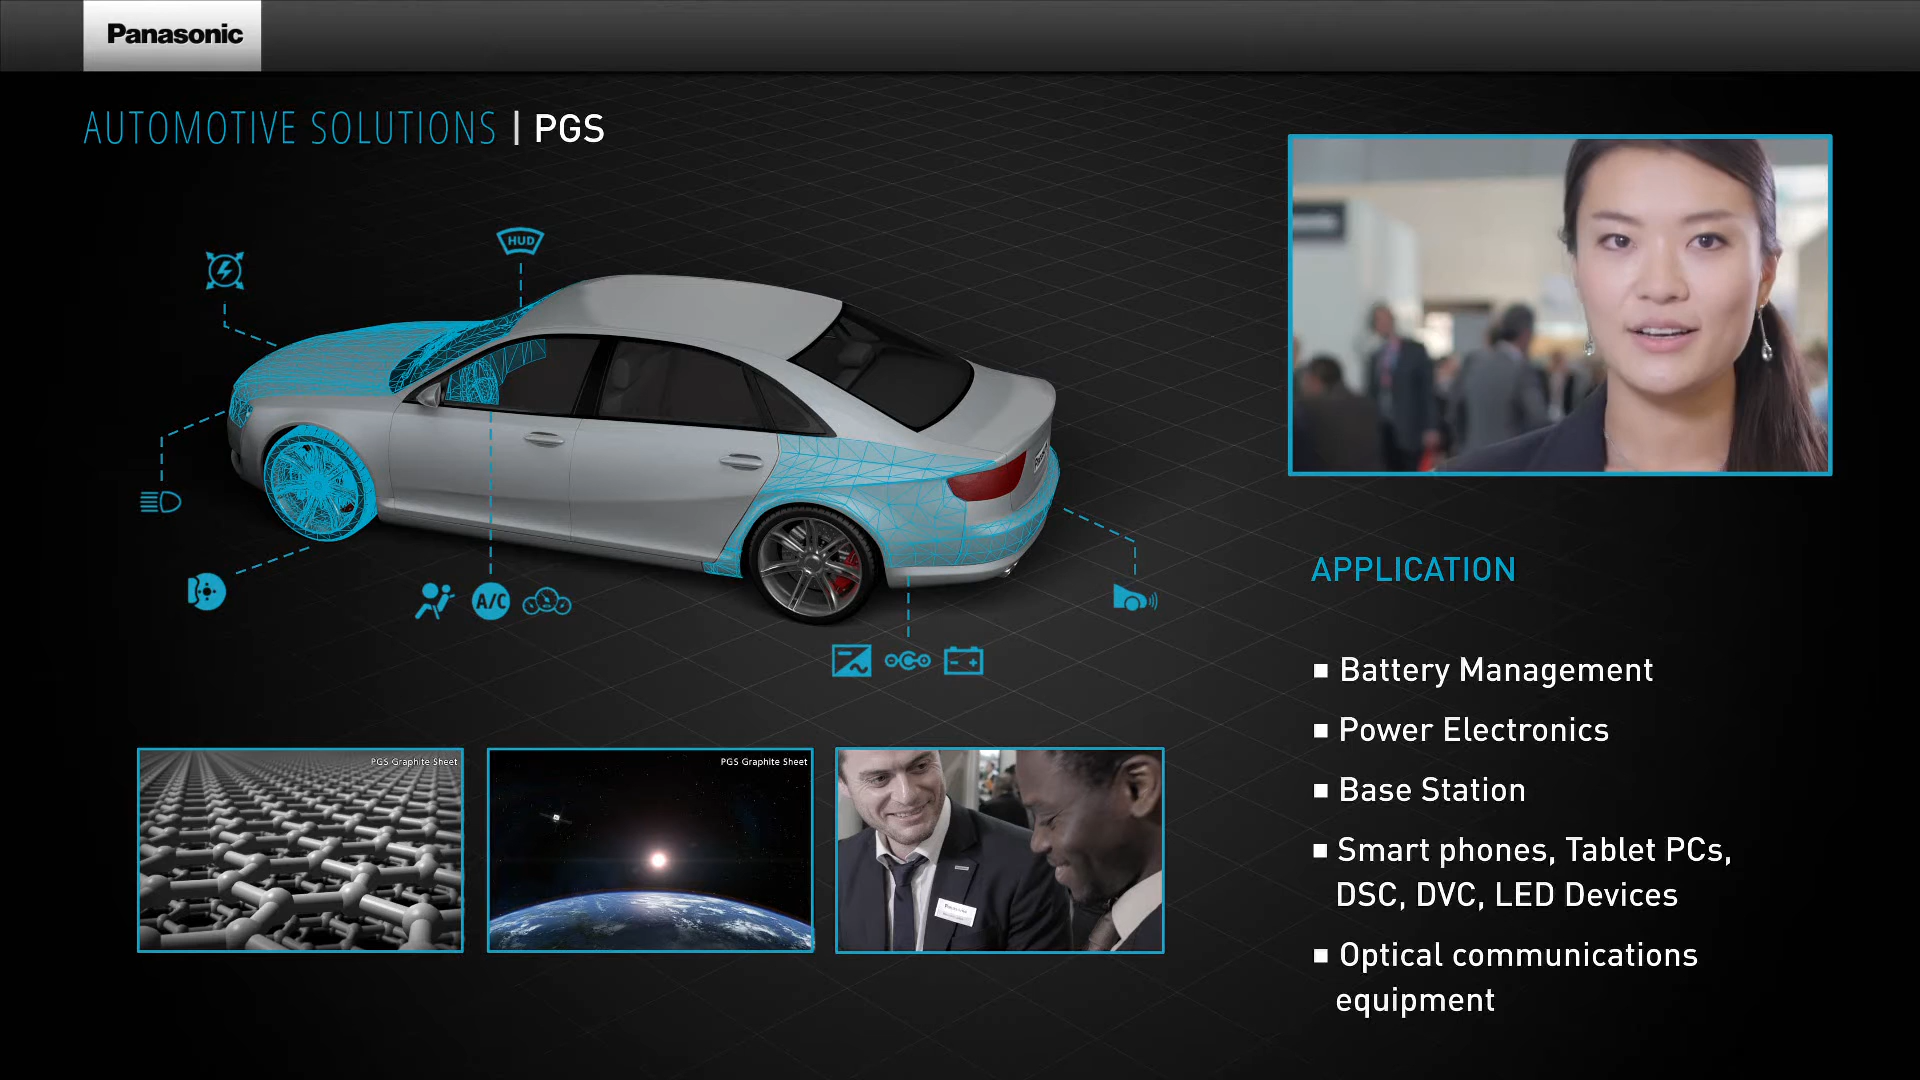 Panasonic
AUTOMOTIVE SOLUTIONS | PGS
HUD
A/C
PGS Graphite Sheet
PGS Graphite Sheet
Panasonic
APPLICATION
▪ Battery Management
▪ Power Electronics
▪ Base Station
▪ Smart phones, Tablet PCs,
DSC, DVC, LED Devices
▪ Optical communications
equipment